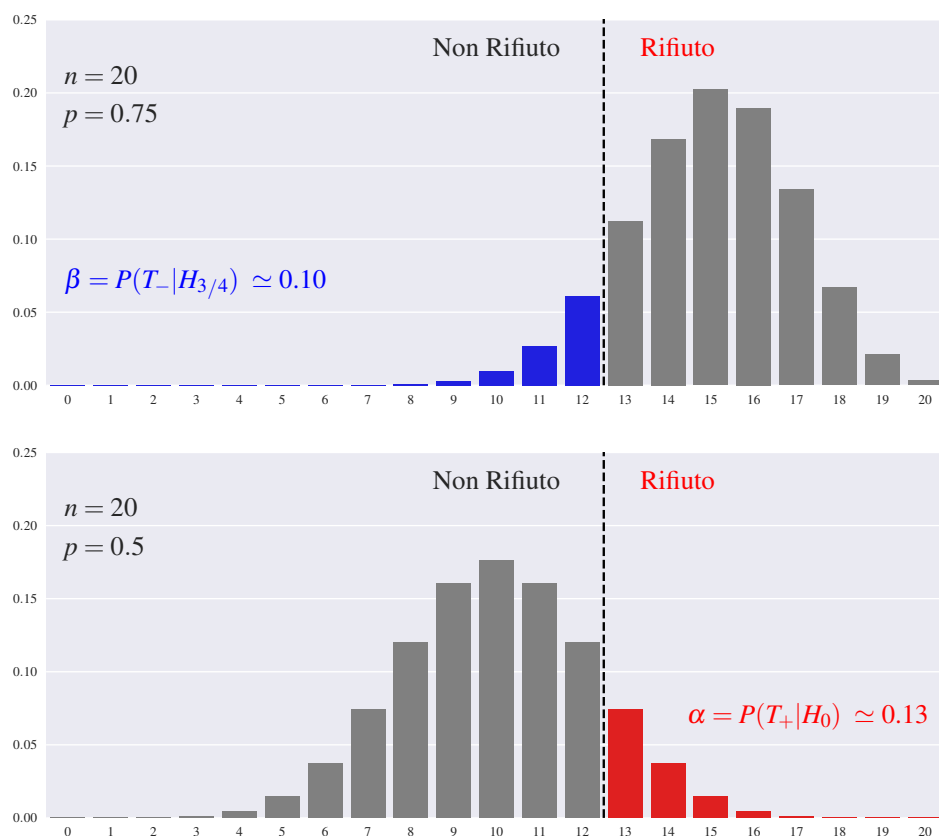 0.25
Non Rifiuto Rifiuto
n = 20
0.20
p = 0.75
0.15
0.10
β = P(T₋|H₃/₄) ≃ 0.10
0.05
0.00
0 1 2 3 4 5 6 7 8 9 10 11 12 13 14 15 16 17 18 19 20
0.25
Non Rifiuto Rifiuto
n = 20
0.20
p = 0.5
0.15
0.10
α = P(T₊|H₀) ≃ 0.13
0.05
0.00
0 1 2 3 4 5 6 7 8 9 10 11 12 13 14 15 16 17 18 19 20